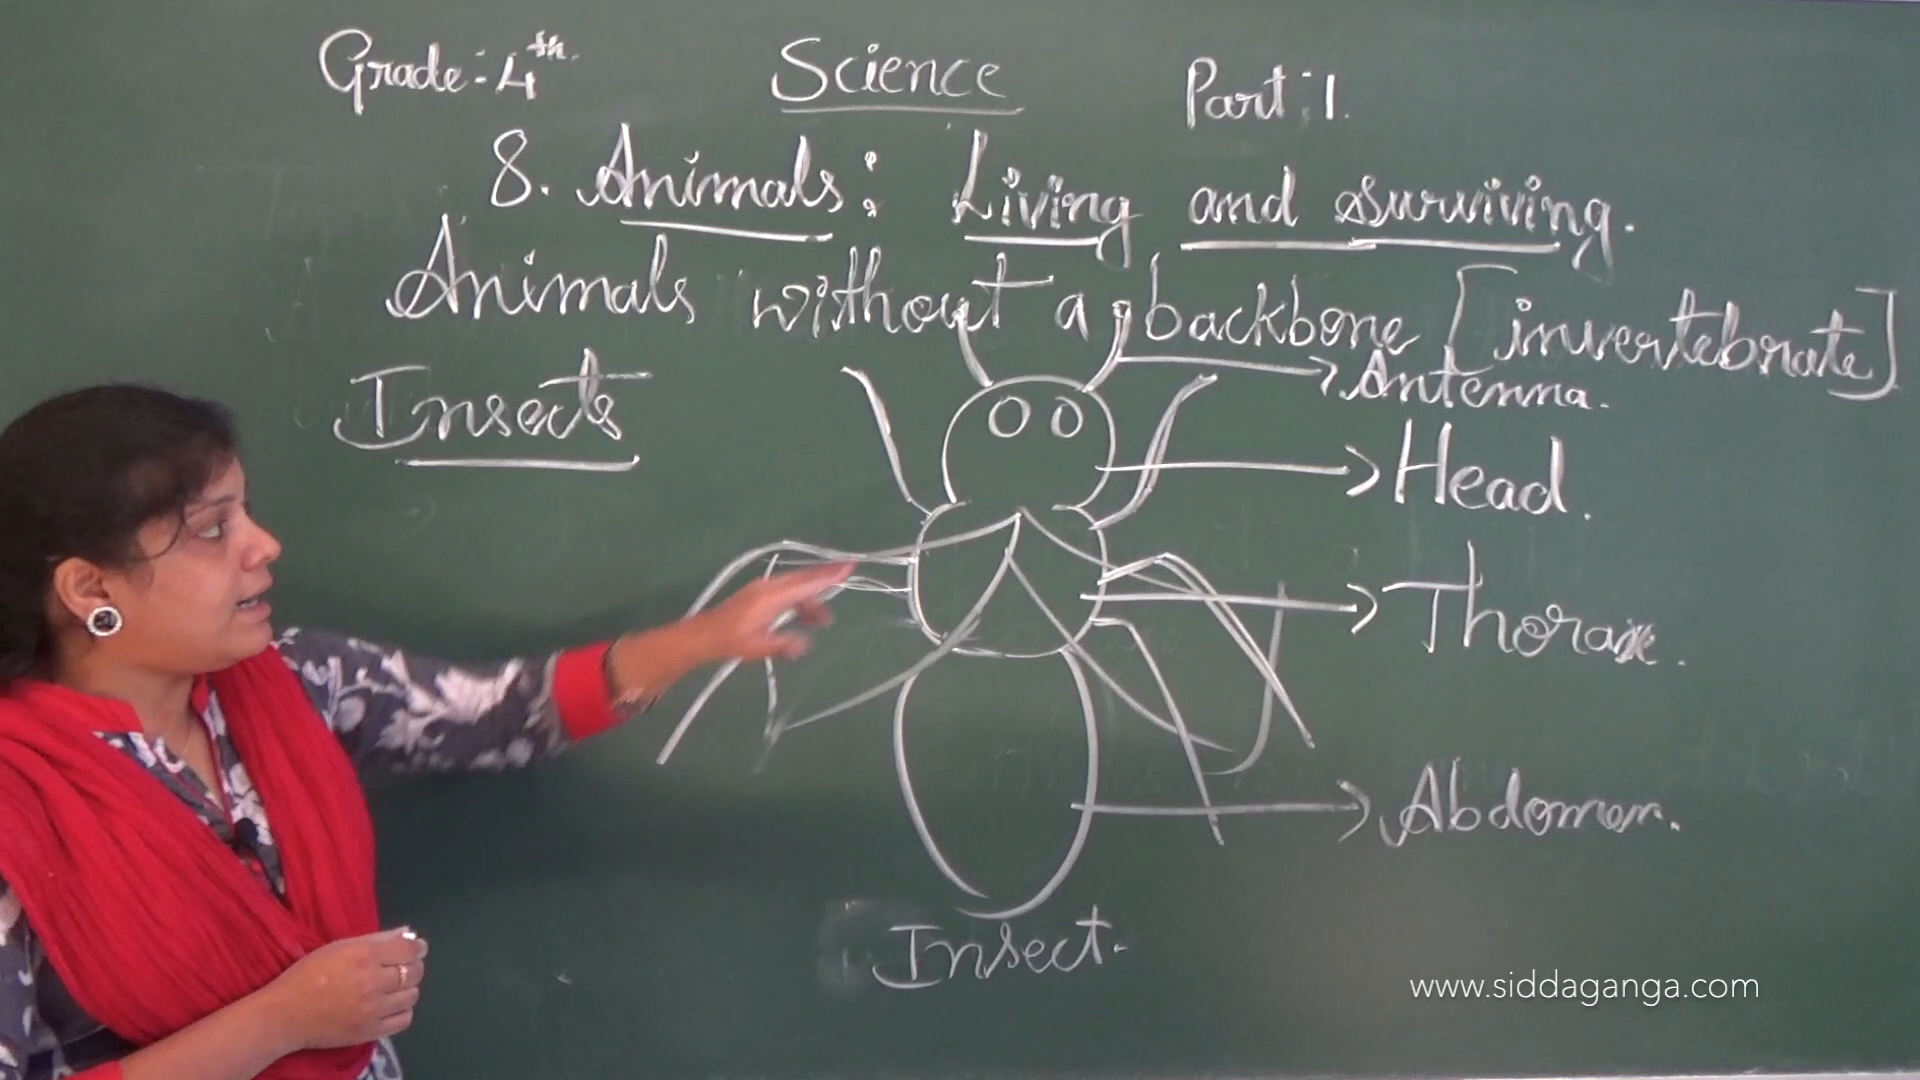 Grade:- 4th. Science Part:1.
8. Animals: Living and surviving.
Animals without a backbone [invertebrate]
Insects
Antenna.
Head.
Thorax.
Abdomen.
Insect.
www.siddaganga.com